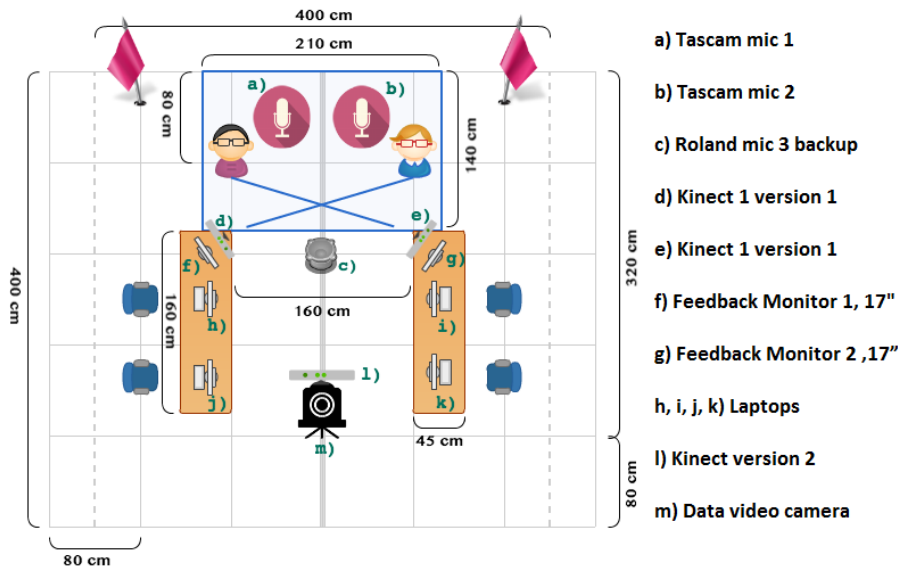 400 cm
210 cm
a)
b)
80 cm
140 cm
d)
e)
f)
c)
g)
400 cm
160 cm
h)
160 cm
i)
320 cm
l)
j)
k)
45 cm
m)
80 cm
80 cm
a) Tascam mic 1
b) Tascam mic 2
c) Roland mic 3 backup
d) Kinect 1 version 1
e) Kinect 1 version 1
f) Feedback Monitor 1, 17"
g) Feedback Monitor 2 ,17”
h, i, j, k) Laptops
l) Kinect version 2
m) Data video camera